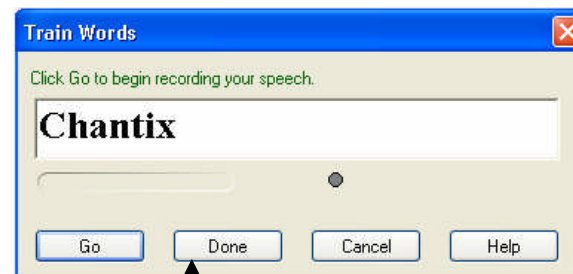 Train Words
Click Go to begin recording your speech.
Chantix
Go Done Cancel Help